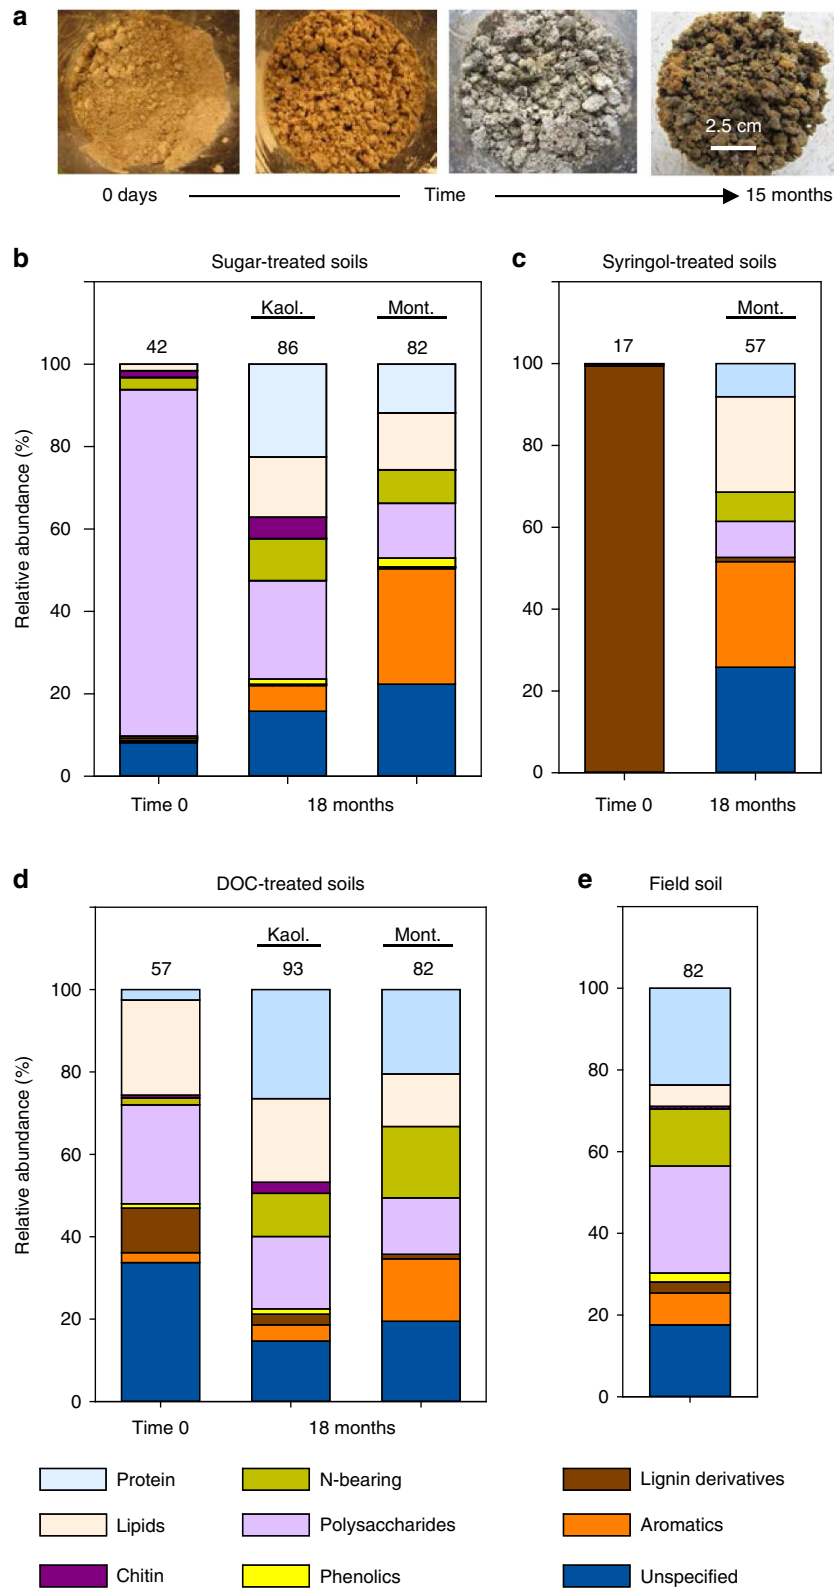 a
2.5 cm
0 days Time 15 months
b
Sugar-treated soils
Kaol. Mont.
42 86 82
Relative abundance (%)
100
80
60
40
20
0
Time 0 18 months
c
Syringol-treated soils
Mont.
17 57
100
80
60
40
20
0
Time 0 18 months
d
DOC-treated soils
Kaol. Mont.
57 93 82
Relative abundance (%)
100
80
60
40
20
0
Time 0 18 months
e
Field soil
82
100
80
60
40
20
0
Protein N-bearing Lignin derivatives
Lipids Polysaccharides Aromatics
Chitin Phenolics Unspecified